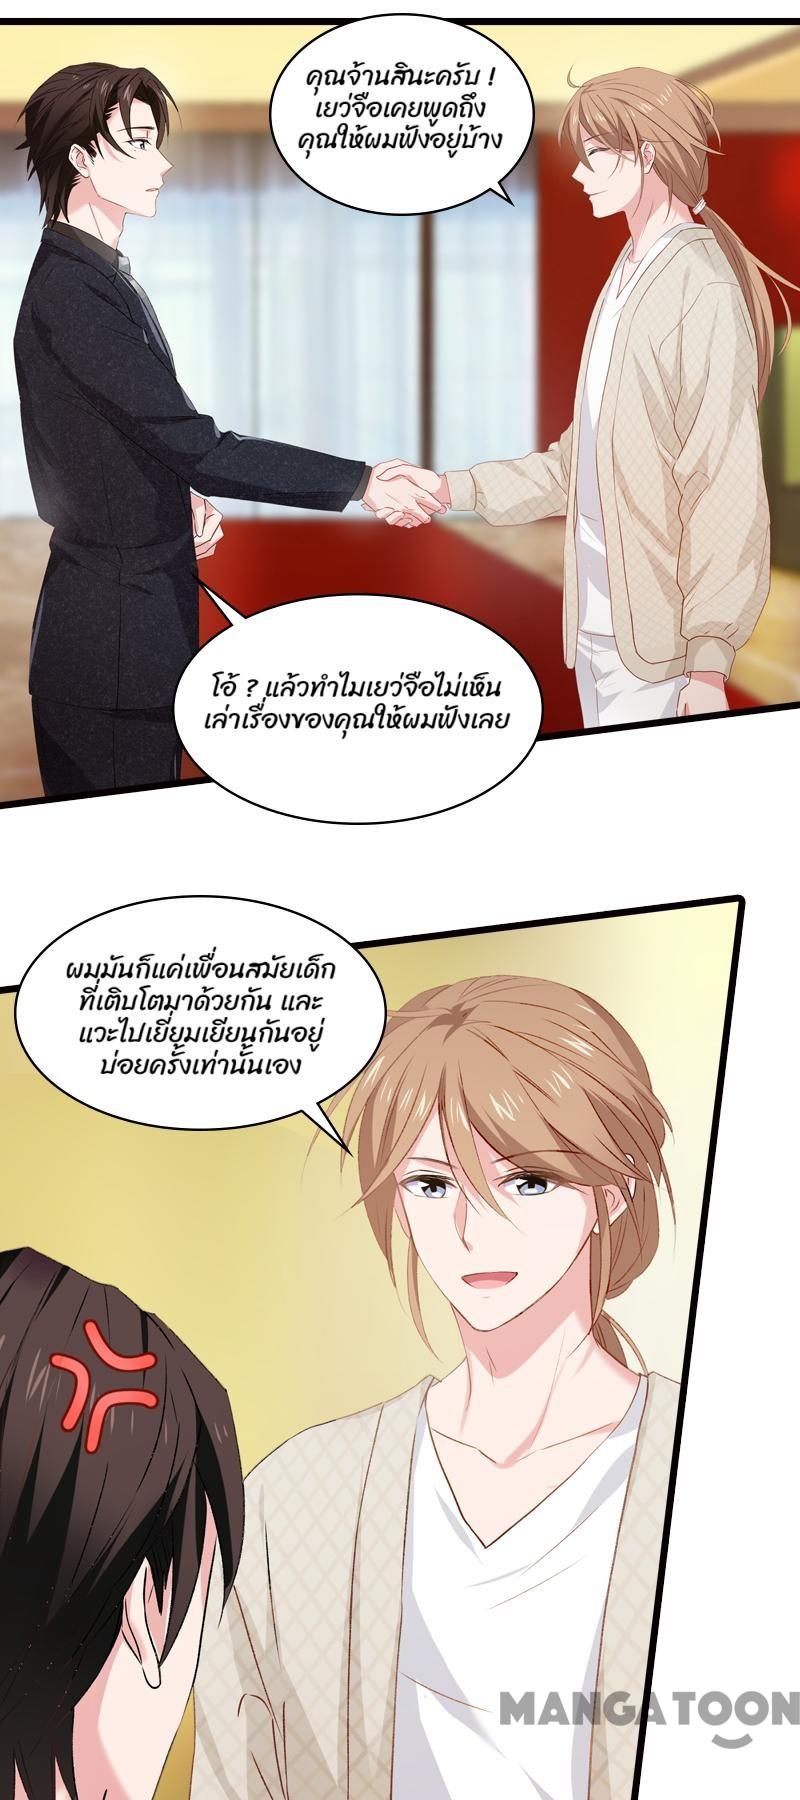 คุณจ้านสินะครับ !
เยว่จือเคยพูดถึง
คุณให้ผมฟังอยู่บ้าง
โอ้ ? แล้วทำไมเยว่จือไม่เห็น
เล่าเรื่องของคุณให้ผมฟังเลย
ผมมันก็แค่เพื่อนสมัยเด็ก
ที่เติบโตมาด้วยกัน และ
แวะไปเยี่ยมเยียนกันอยู่
บ่อยครั้งเท่านั้นเอง
MANGATOON